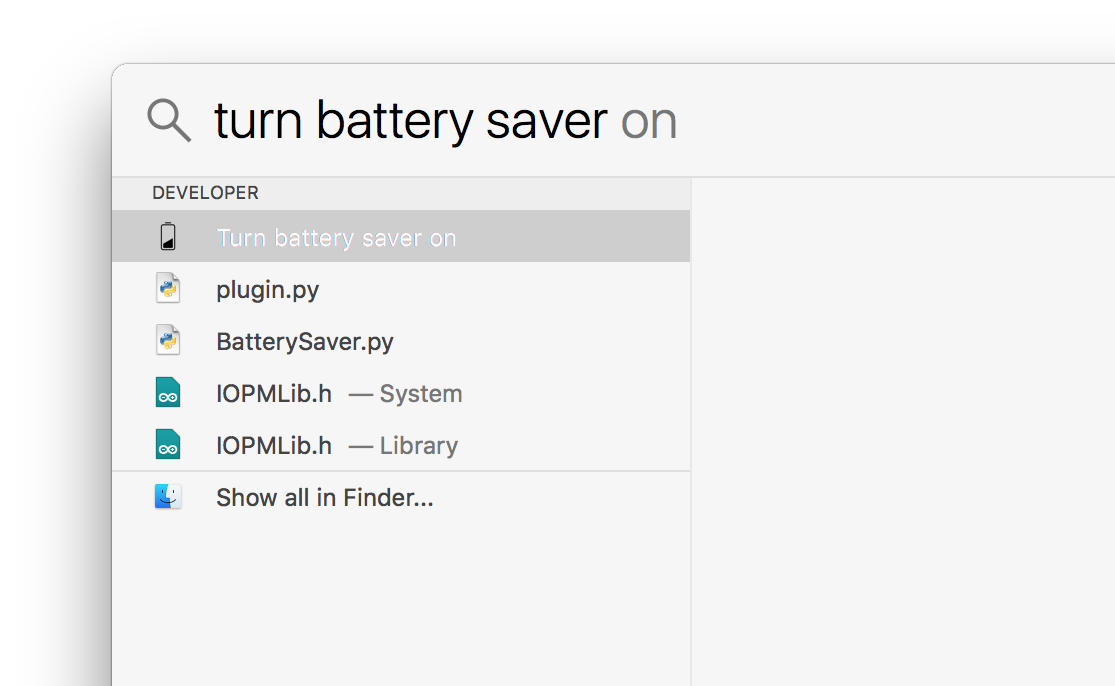 turn battery saver on
DEVELOPER
Turn battery saver on
plugin.py
BatterySaver.py
IOPMLib.h — System
IOPMLib.h — Library
Show all in Finder...